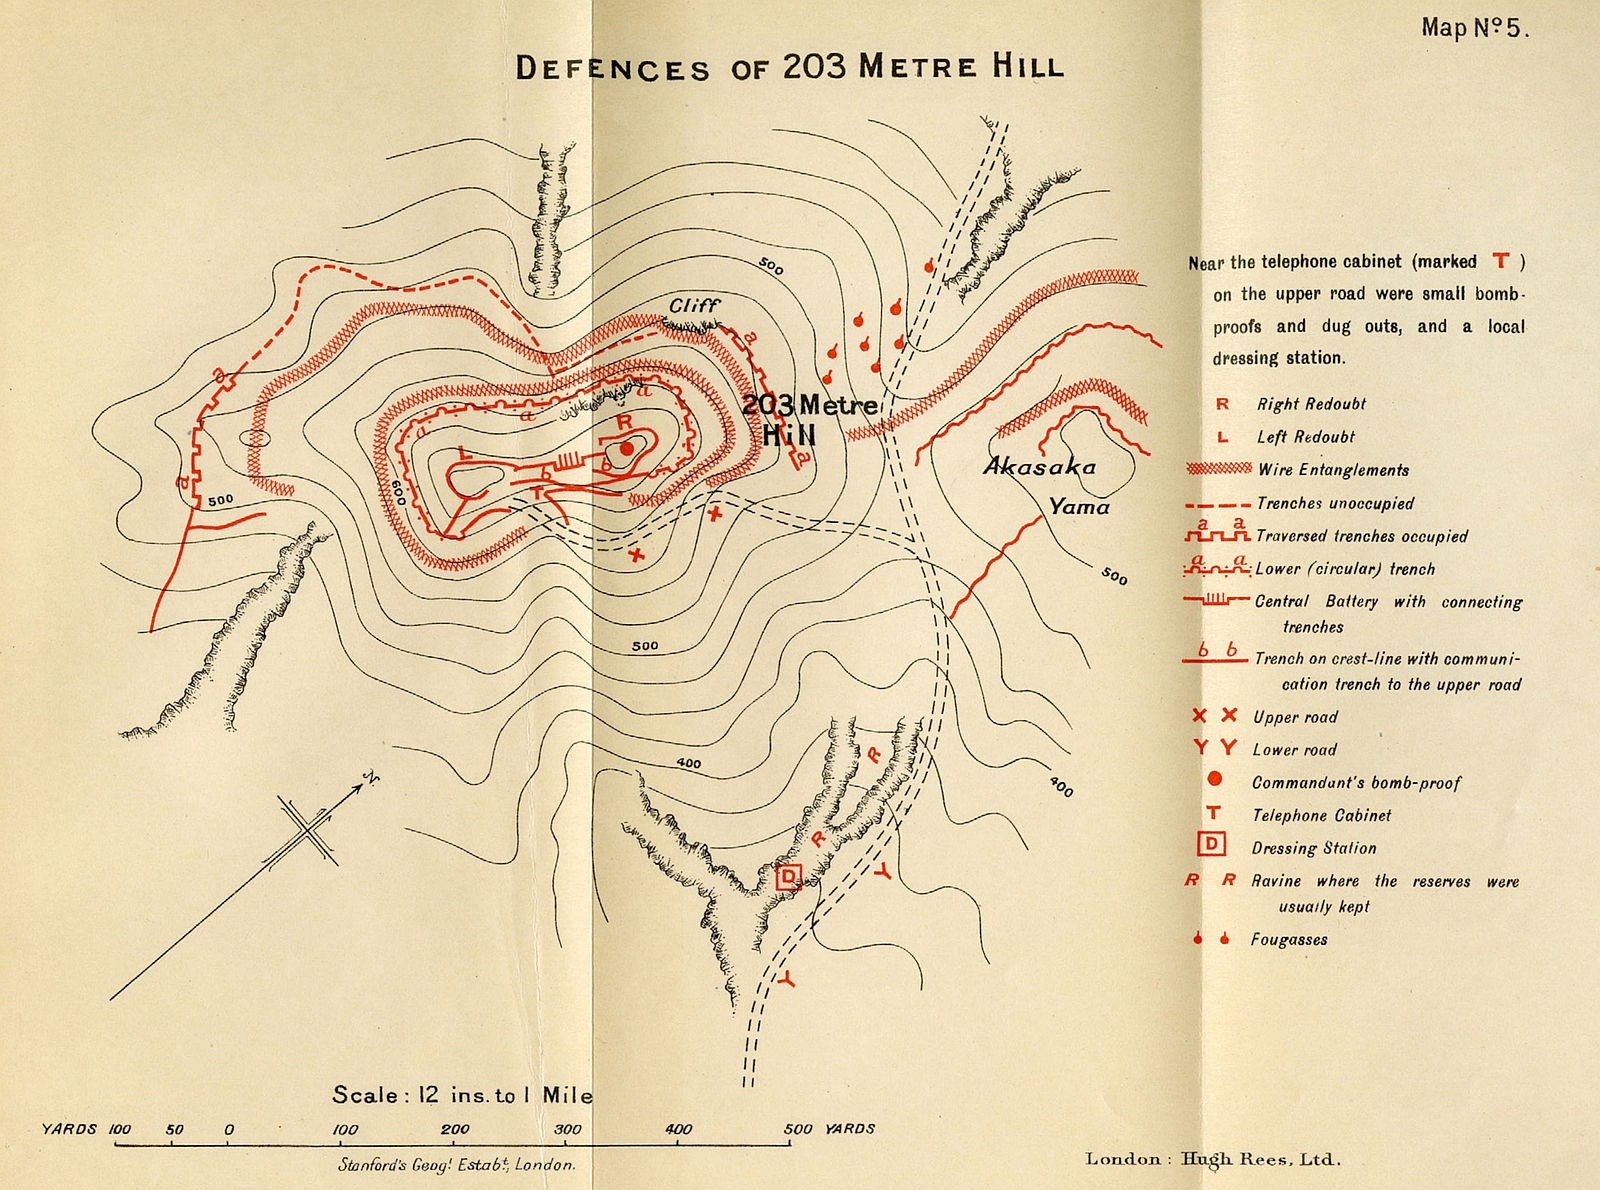 Map Nº 5.
DEFENCES OF 203 METRE HILL
500
Cliff
a
a
203 Metre
Hill
a
a
a
a
R
L
b
b
T
a
a
500
600
Akasaka
Yama
500
500
400
400
R
R
D
Y
Y
N.
Near the telephone cabinet (marked T )
on the upper road were small bomb-
proofs and dug outs, and a local
dressing station.
R Right Redoubt
L Left Redoubt
Wire Entanglements
Trenches unoccupied
a a Traversed trenches occupied
a a Lower (circular) trench
Central Battery with connecting
trenches
b b Trench on crest-line with communi-
cation trench to the upper road
X X Upper road
Y Y Lower road
Commandant's bomb-proof
T Telephone Cabinet
D Dressing Station
R R Ravine where the reserves were
usually kept
Fougasses
Scale: 12 ins. to 1 Mile
YARDS 100 50 0 100 200 300 400 500 YARDS
Stanford's Geogl. Estabt., London.
London: Hugh Rees, Ltd.